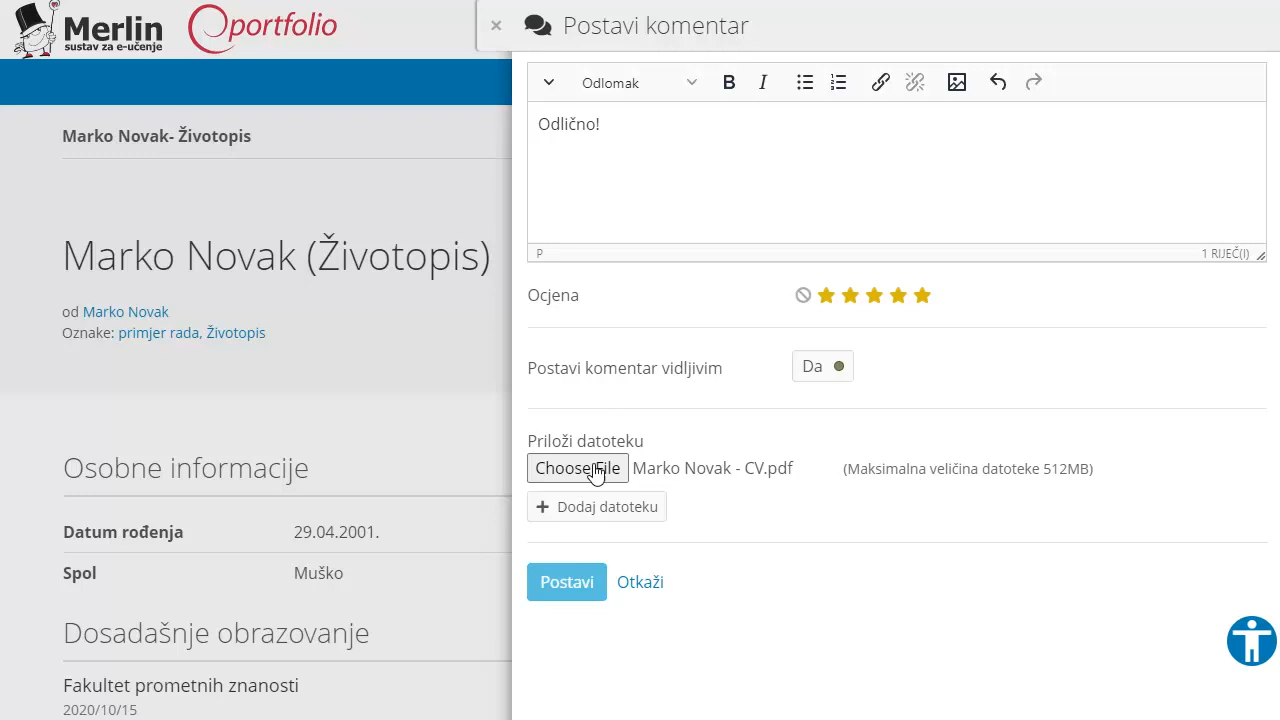 Merlin
sustav za e-učenje
portfolio
Marko Novak- Životopis
Marko Novak (Životopis)
od Marko Novak
Oznake: primjer rada, Životopis
Osobne informacije
Datum rođenja 29.04.2001.
Spol Muško
Dosadašnje obrazovanje
Fakultet prometnih znanosti
2020/10/15
× Postavi komentar
Odlomak B I
Odlično!
P 1 RIJEČ(I)
Ocjena
Postavi komentar vidljivim Da
Priloži datoteku
Choose File Marko Novak - CV.pdf (Maksimalna veličina datoteke 512MB)
+ Dodaj datoteku
Postavi Otkaži